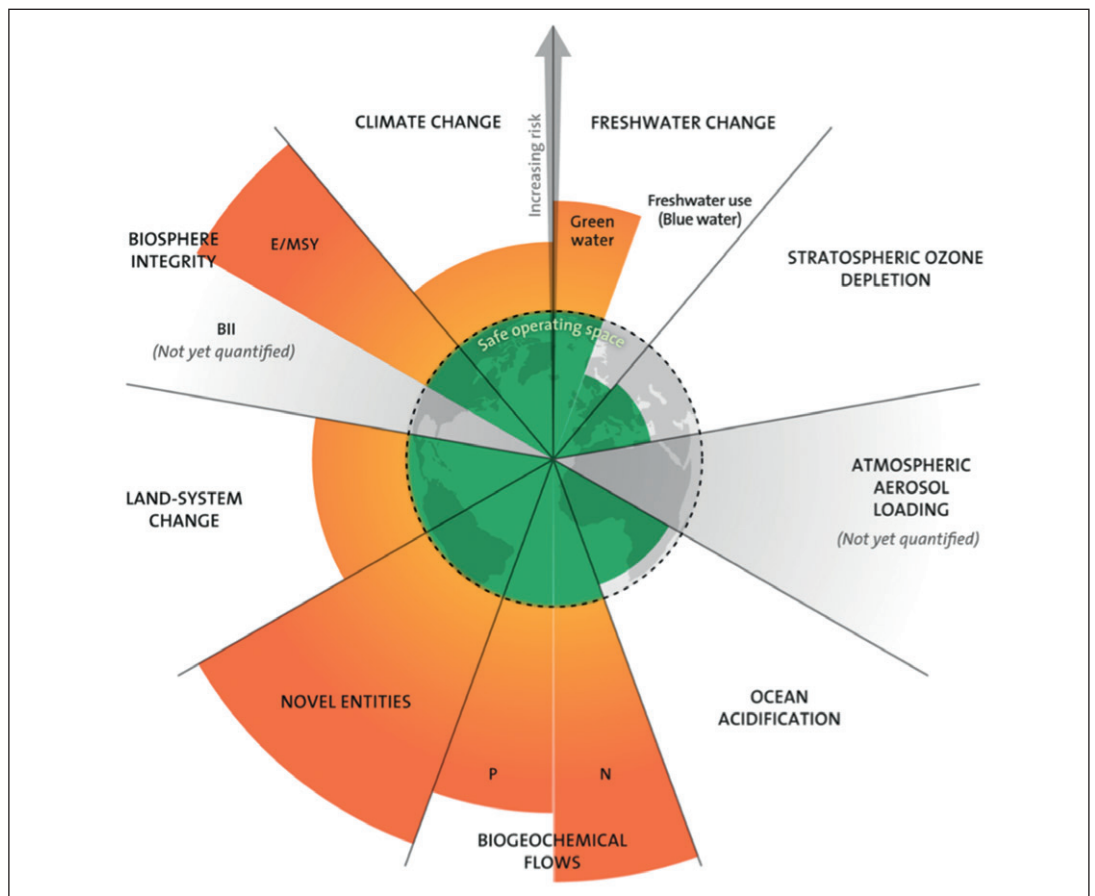 CLIMATE CHANGE
Increasing risk
FRESHWATER CHANGE
Green
water
Freshwater use
(Blue water)
STRATOSPHERIC OZONE
DEPLETION
ATMOSPHERIC
AEROSOL
LOADING
(Not yet quantified)
OCEAN
ACIDIFICATION
BIOGEOCHEMICAL
FLOWS
P
N
NOVEL ENTITIES
LAND-SYSTEM
CHANGE
BIOSPHERE
INTEGRITY
E/MSY
BII
(Not yet quantified)
Safe operating space